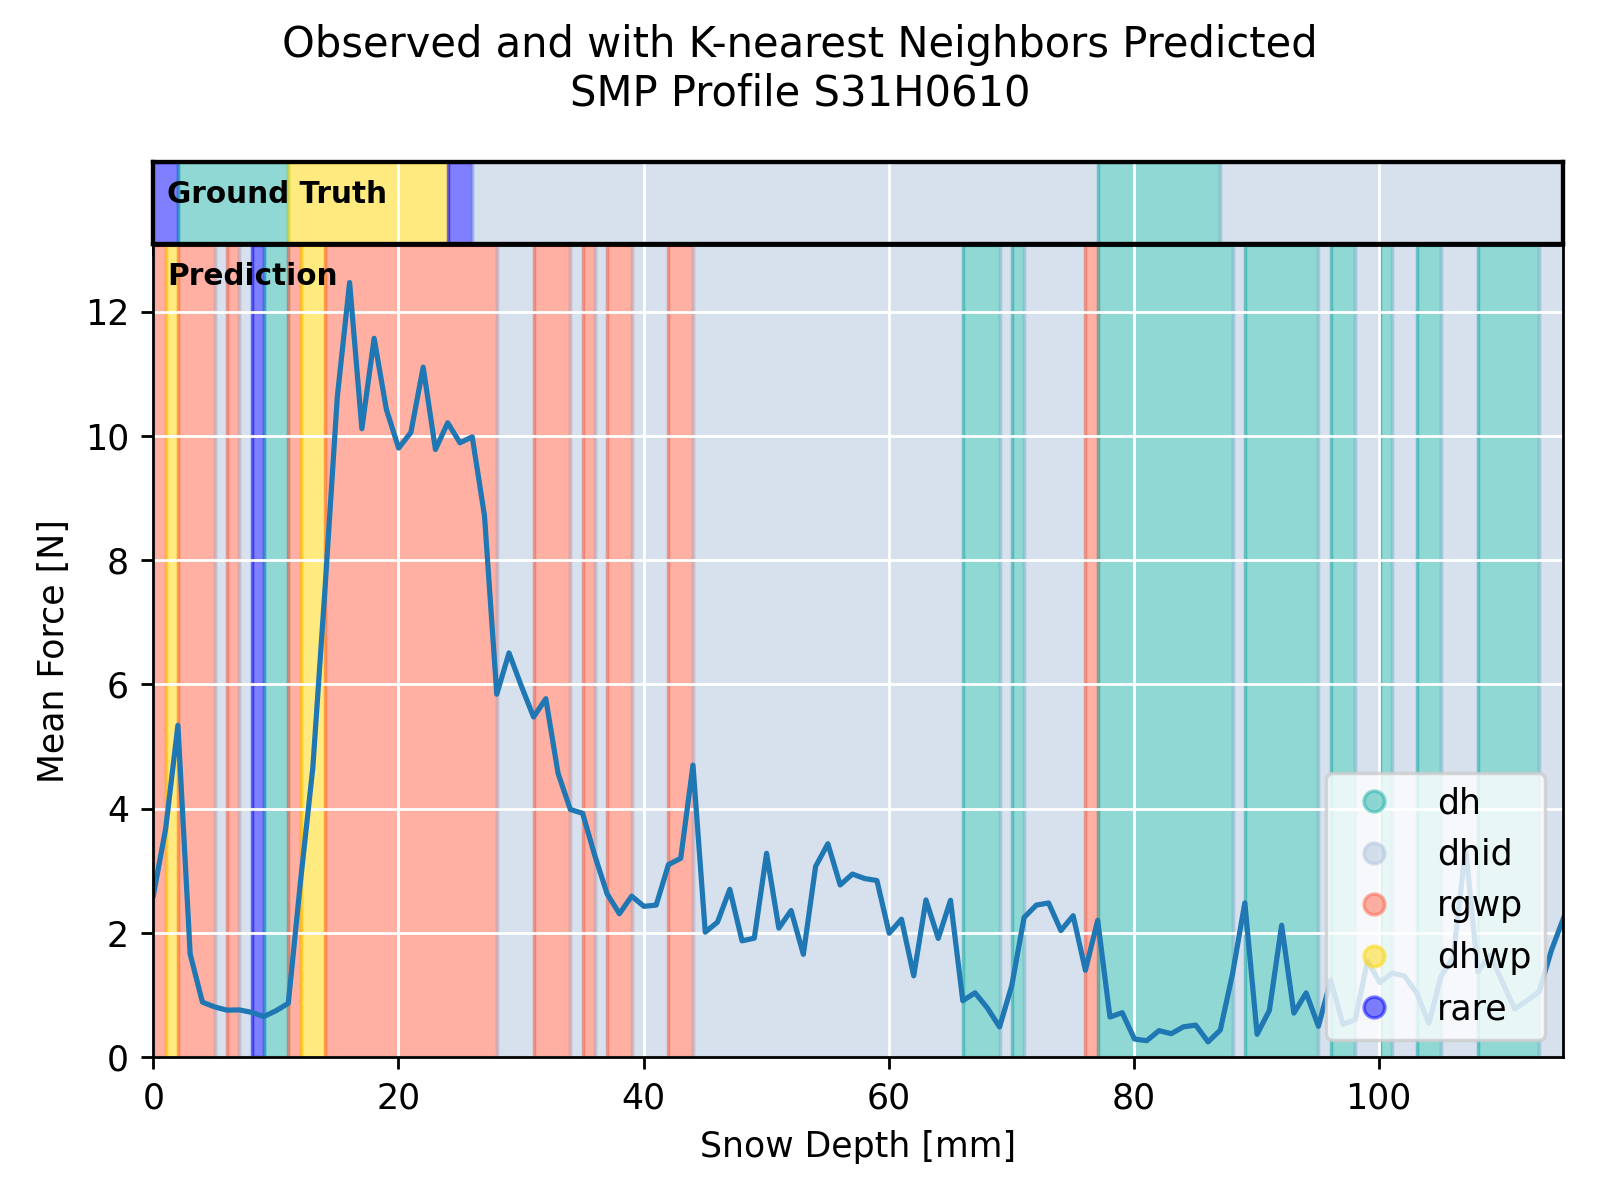 Observed and with K-nearest Neighbors Predicted
SMP Profile S31H0610
Ground Truth
Prediction
12
10
8
6
4
2
0
Mean Force [N]
dh
dhid
rgwp
dhwp
rare
0 20 40 60 80 100
Snow Depth [mm]